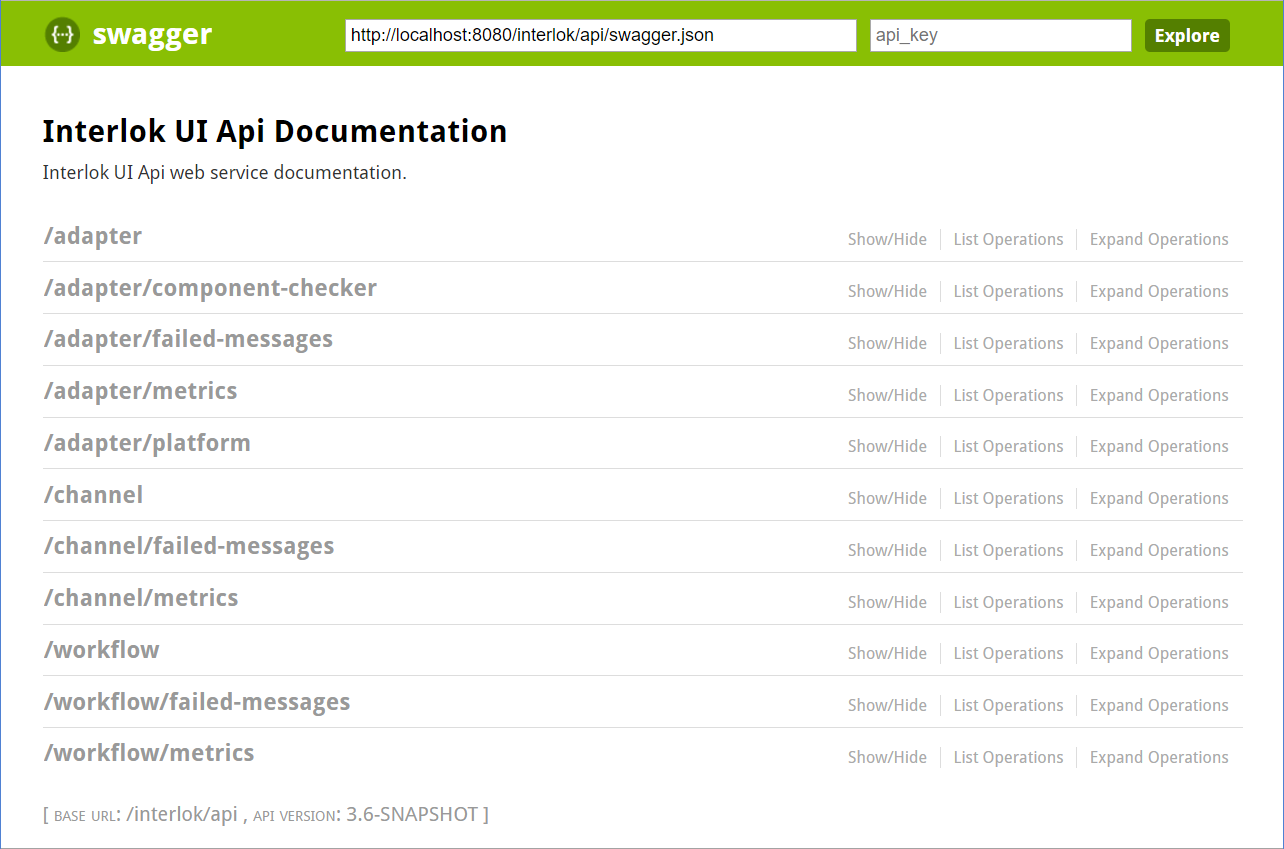 {···} swagger http://localhost:8080/interlok/api/swagger.json api_key Explore
Interlok UI Api Documentation
Interlok UI Api web service documentation.
/adapter Show/Hide List Operations Expand Operations
/adapter/component-checker Show/Hide List Operations Expand Operations
/adapter/failed-messages Show/Hide List Operations Expand Operations
/adapter/metrics Show/Hide List Operations Expand Operations
/adapter/platform Show/Hide List Operations Expand Operations
/channel Show/Hide List Operations Expand Operations
/channel/failed-messages Show/Hide List Operations Expand Operations
/channel/metrics Show/Hide List Operations Expand Operations
/workflow Show/Hide List Operations Expand Operations
/workflow/failed-messages Show/Hide List Operations Expand Operations
/workflow/metrics Show/Hide List Operations Expand Operations
[ BASE URL: /interlok/api , API VERSION: 3.6-SNAPSHOT ]